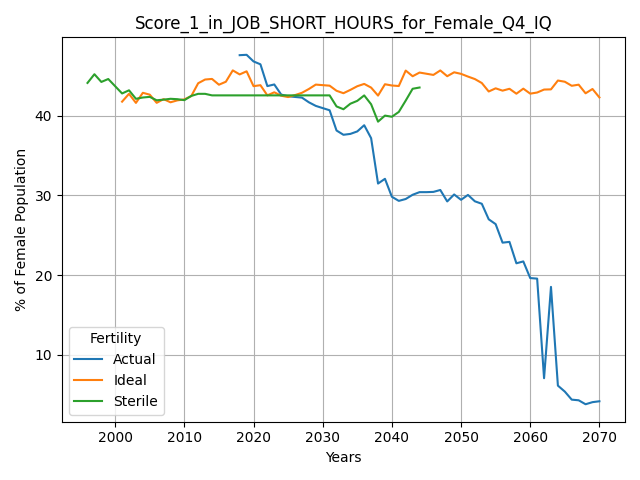 Score_1_in_JOB_SHORT_HOURS_for_Female_Q4_IQ
% of Female Population
40
30
20
10
Fertility
Actual
Ideal
Sterile
2000 2010 2020 2030 2040 2050 2060 2070
Years